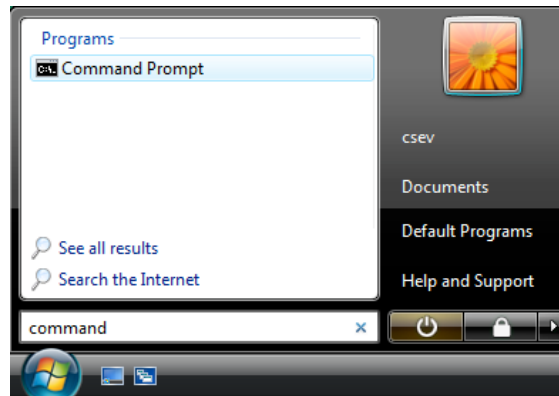 Programs
C:\. Command Prompt
See all results
Search the Internet
command
csev
Documents
Default Programs
Help and Support